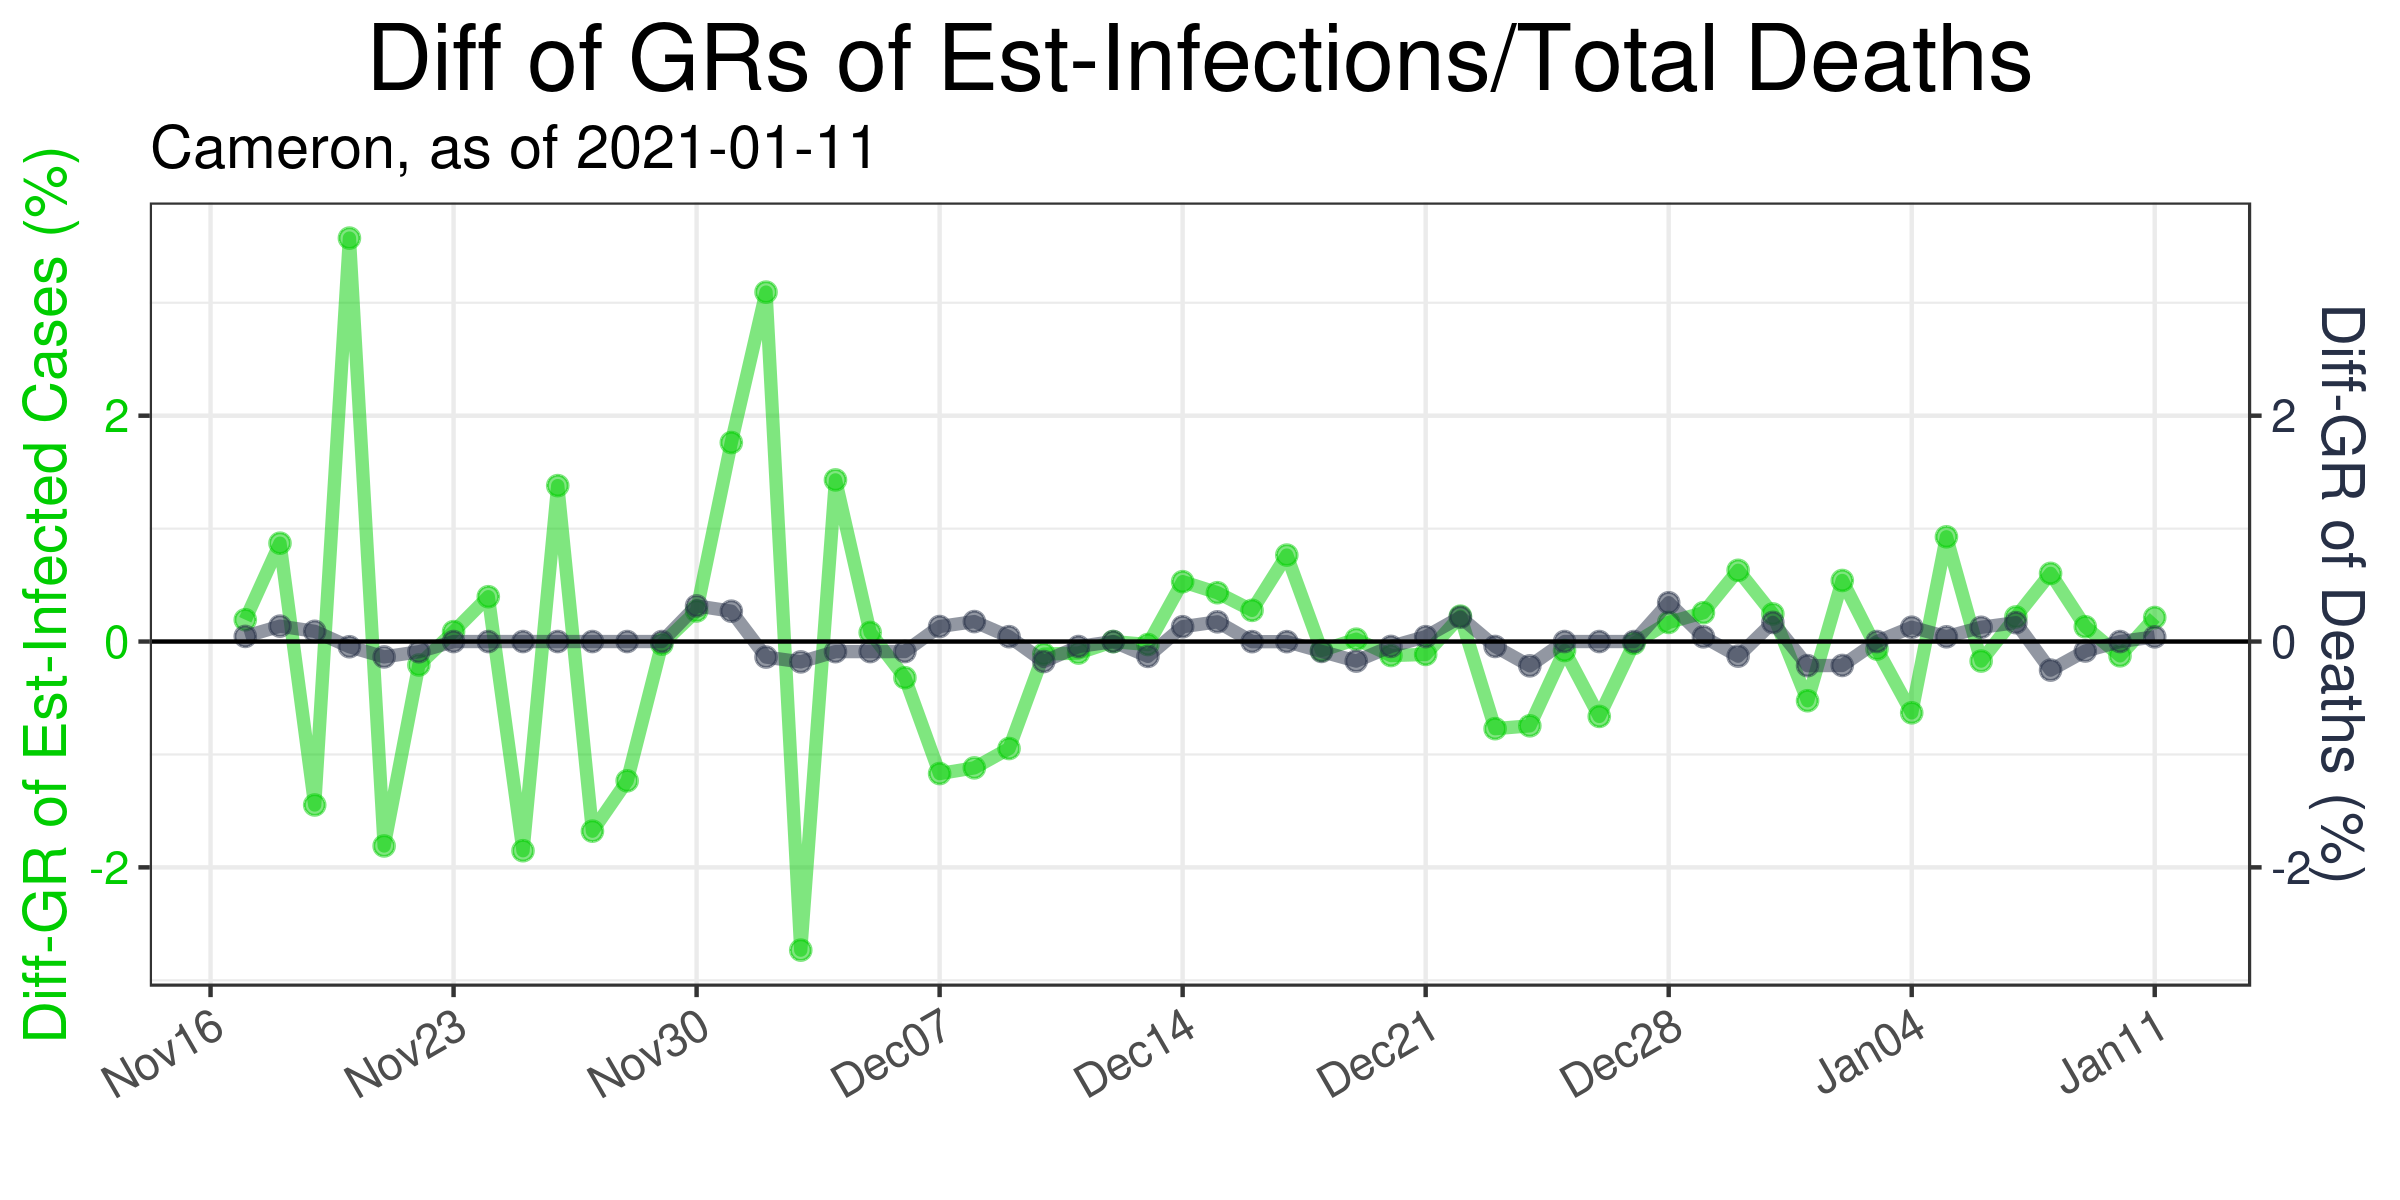 Diff of GRs of Est-Infections/Total Deaths
Cameron, as of 2021-01-11
Diff-GR of Est-Infected Cases (%)
2
0
-2
2
0
-2
Diff-GR of Deaths (%)
Nov16
Nov23
Nov30
Dec07
Dec14
Dec21
Dec28
Jan04
Jan11